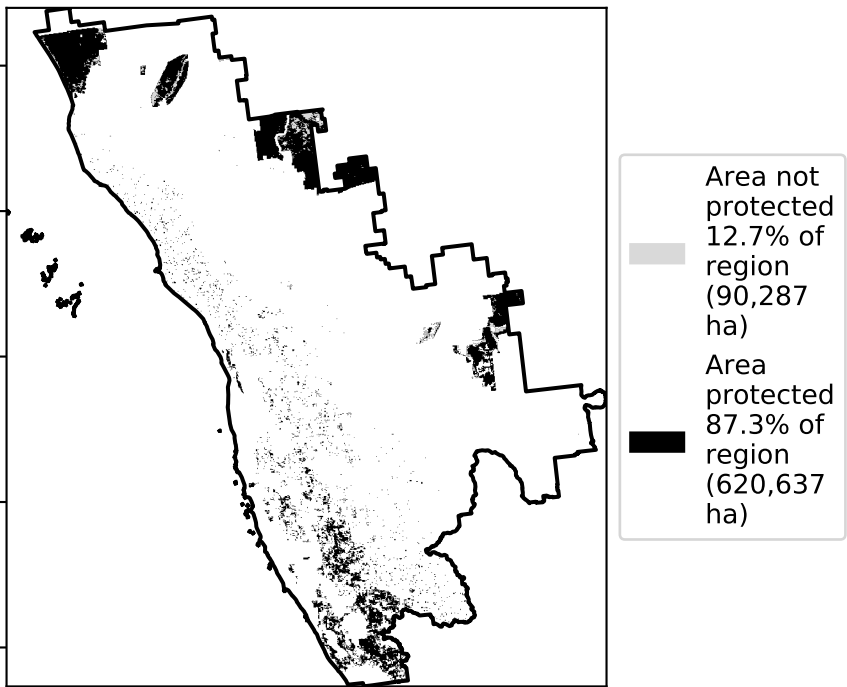 Area not
protected
12.7% of
region
(90,287
ha)
Area
protected
87.3% of
region
(620,637
ha)